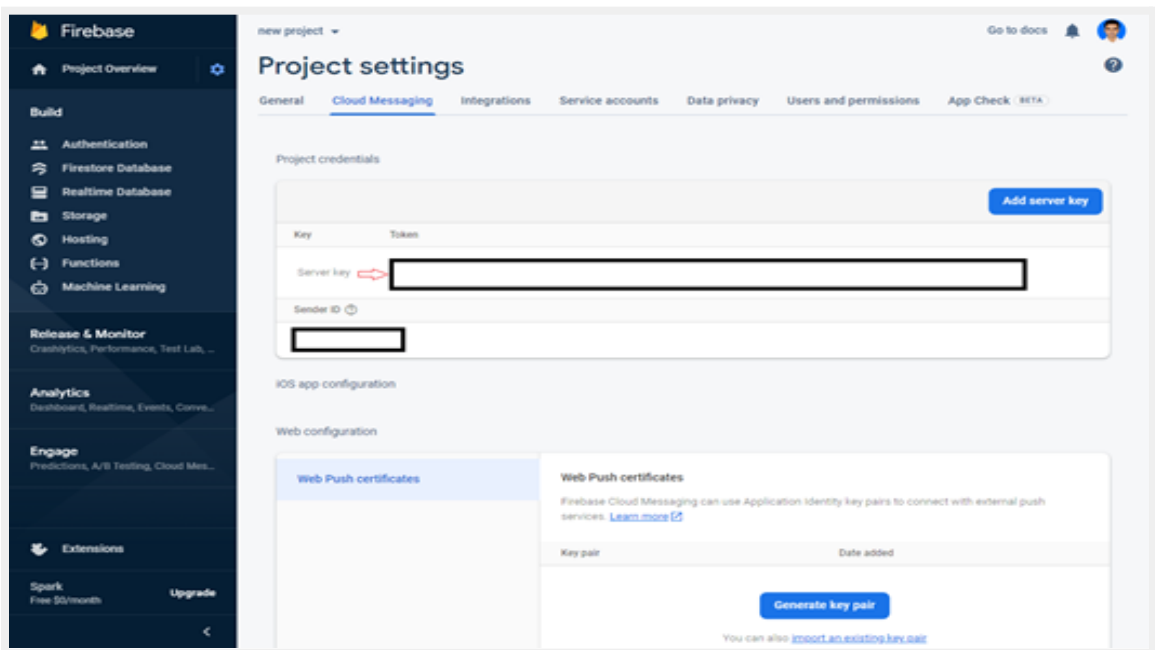 Firebase
Project Overview
Build
Authentication
Firestore Database
Realtime Database
Storage
Hosting
Functions
Machine Learning
Release & Monitor
Crashlytics, Performance, Test Lab, ...
Analytics
Dashboard, Realtime, Events, Conve...
Engage
Predictions, A/B Testing, Cloud Mes...
Extensions
Spark
Free $0/month
Upgrade
new project
Go to docs
Project settings
General Cloud Messaging Integrations Service accounts Data privacy Users and permissions App Check BETA
Project credentials
Add server key
Key Token
Server key
Sender ID
iOS app configuration
Web configuration
Web Push certificates
Web Push certificates
Firebase Cloud Messaging can use Application Identity key pairs to connect with external push
services. Learn more
Key pair Date added
Generate key pair
You can also import an existing key pair